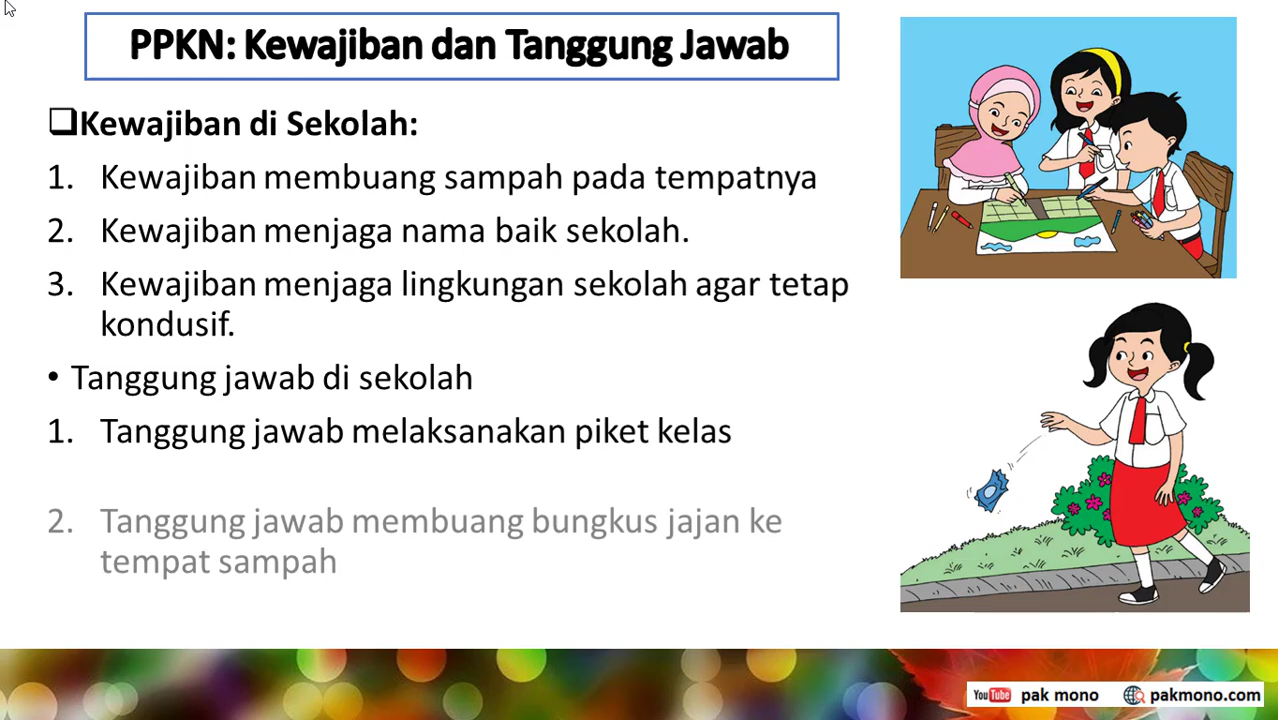 PPKN: Kewajiban dan Tanggung Jawab
❑Kewajiban di Sekolah:
1. Kewajiban membuang sampah pada tempatnya
2. Kewajiban menjaga nama baik sekolah.
3. Kewajiban menjaga lingkungan sekolah agar tetap
kondusif.
• Tanggung jawab di sekolah
1. Tanggung jawab melaksanakan piket kelas
2. Tanggung jawab membuang bungkus jajan ke
tempat sampah
YouTube pak mono pakmono.com